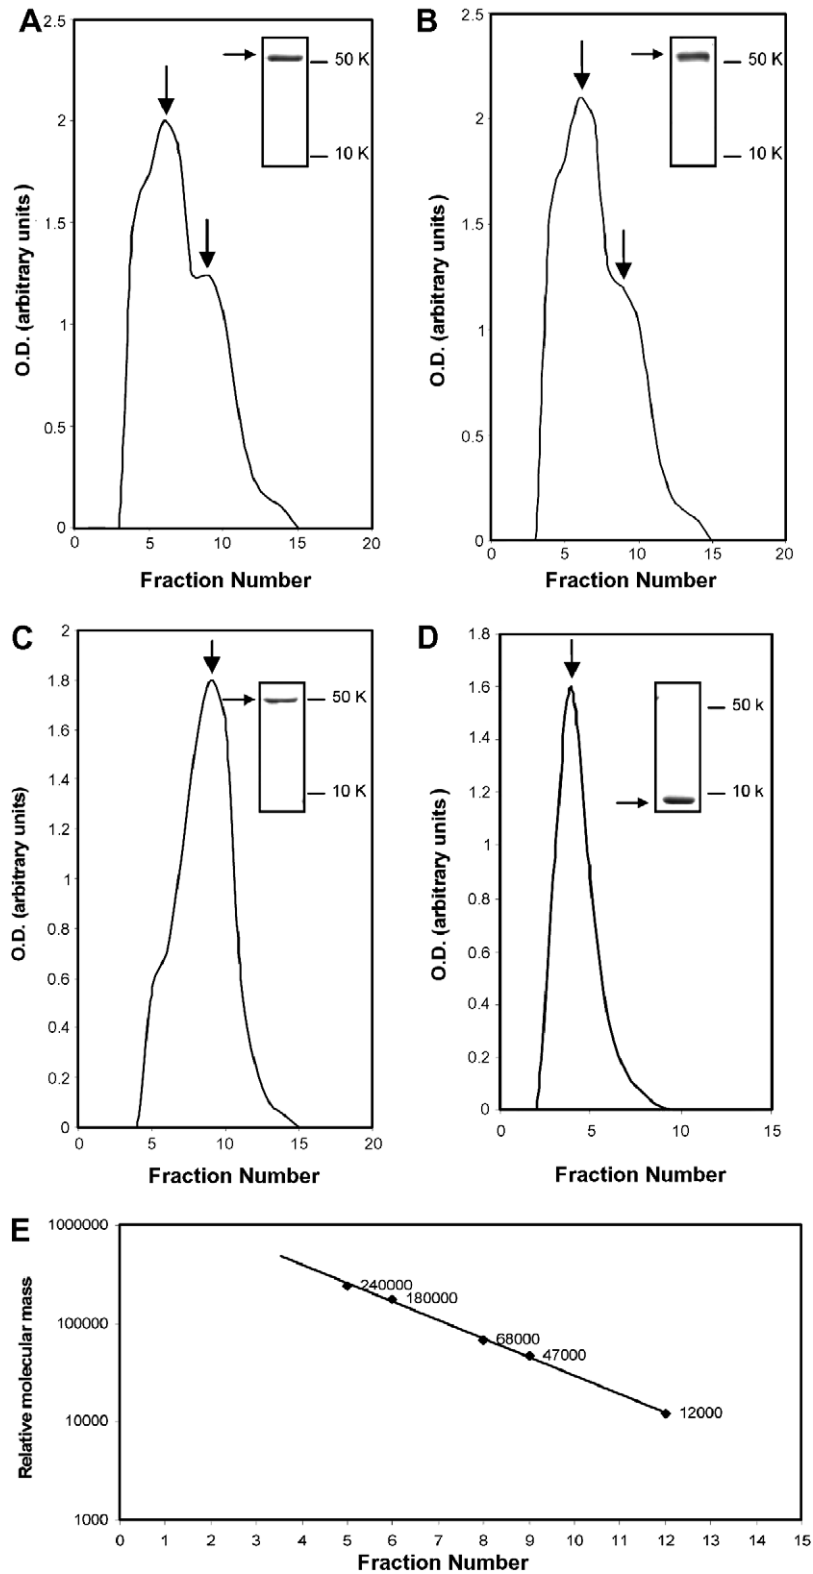 A
B
2.5
2
1.5
1
0.5
0
0 5 10 15 20
O.D. (arbitrary units )
Fraction Number
50 K
10 K
2.5
2
1.5
1
0.5
0
0 5 10 15 20
O.D. (arbitrary units )
Fraction Number
50 K
10 K
C
D
2
1.8
1.6
1.4
1.2
1
0.8
0.6
0.4
0.2
0
0 5 10 15 20
O.D. (arbitrary units)
Fraction Number
50 K
10 K
1.8
1.6
1.4
1.2
1
0.8
0.6
0.4
0.2
0
0 5 10 15
O.D. (arbitrary units )
Fraction Number
50 k
10 k
E
1000000
100000
10000
1000
Relative molecular mass
240000
180000
68000
47000
12000
0 1 2 3 4 5 6 7 8 9 10 11 12 13 14 15
Fraction Number